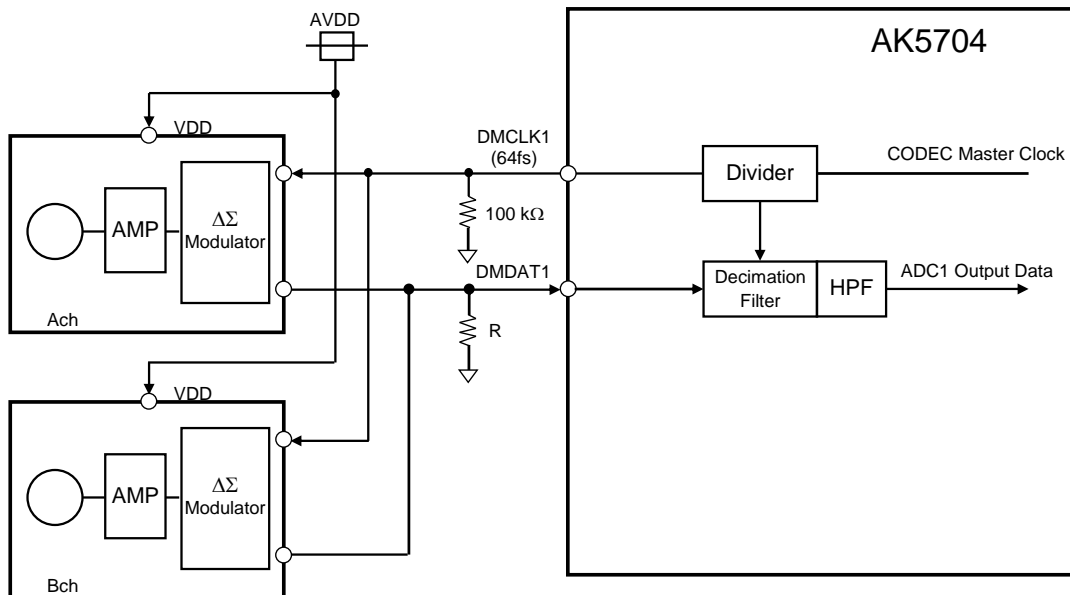 AVDD
AK5704
VDD
DMCLK1
(64fs)
CODEC Master Clock
Divider
AMP
ΔΣ
Modulator
100 kΩ
DMDAT1
Decimation
Filter
HPF
ADC1 Output Data
Ach
R
VDD
AMP
ΔΣ
Modulator
Bch